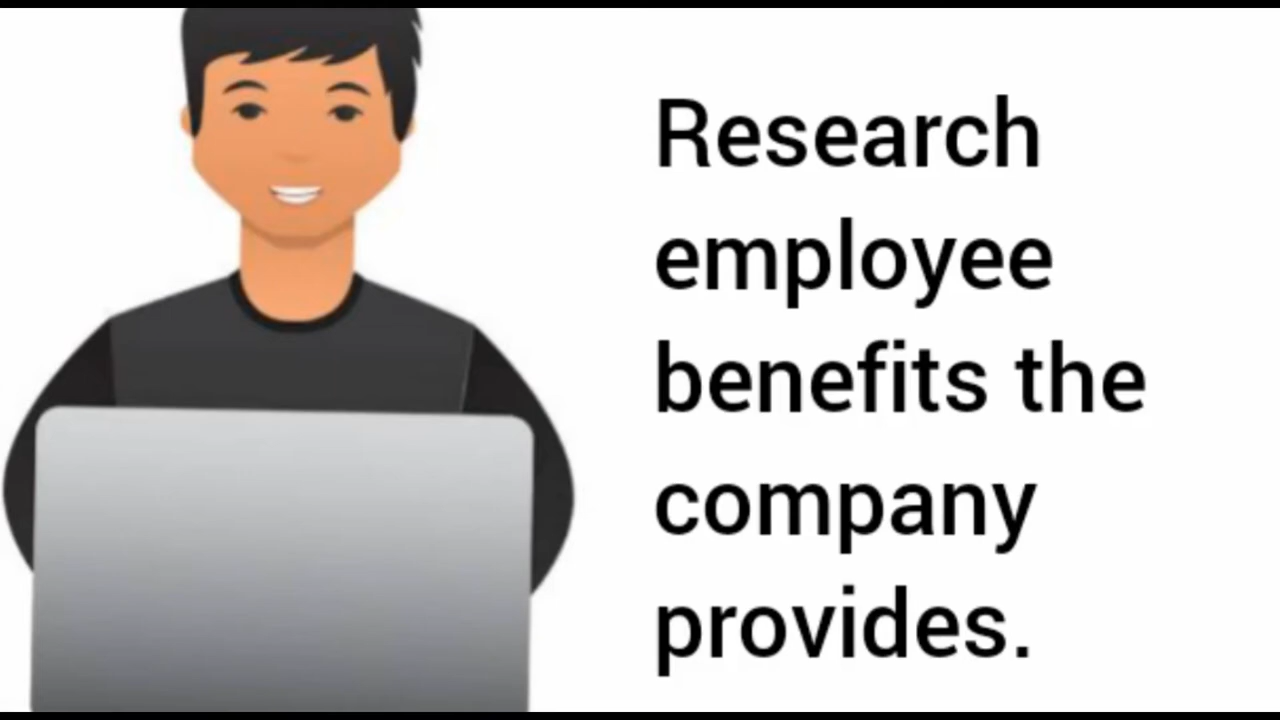 Research
employee
benefits the
company
provides.